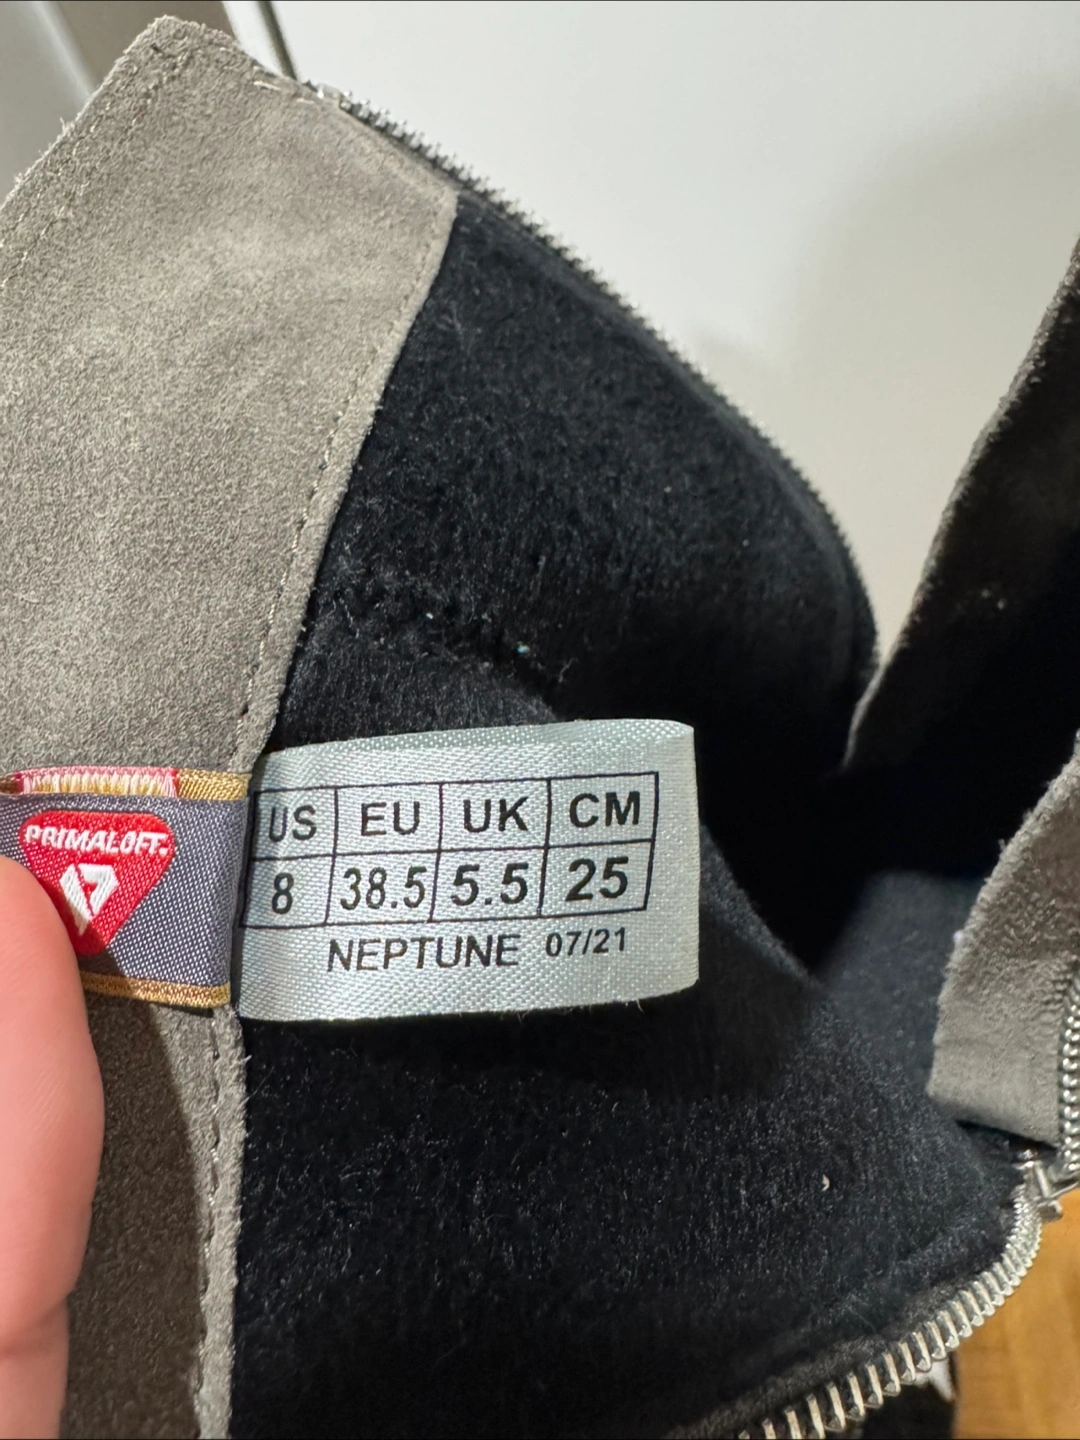 PRIMALOFT.
US EU UK CM
8 38.5 5.5 25
NEPTUNE 07/21